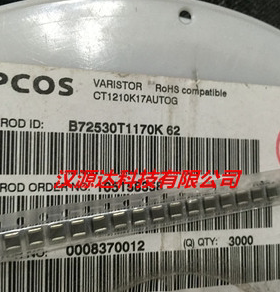 PCOS
VARISTOR RoHS compatible
CT1210K17AUTOG
ROD ID: B72530T1170K 62
汉源达科技有限公司
ROD ORDER
NO: 0008370012 (Q) QTY: 3000